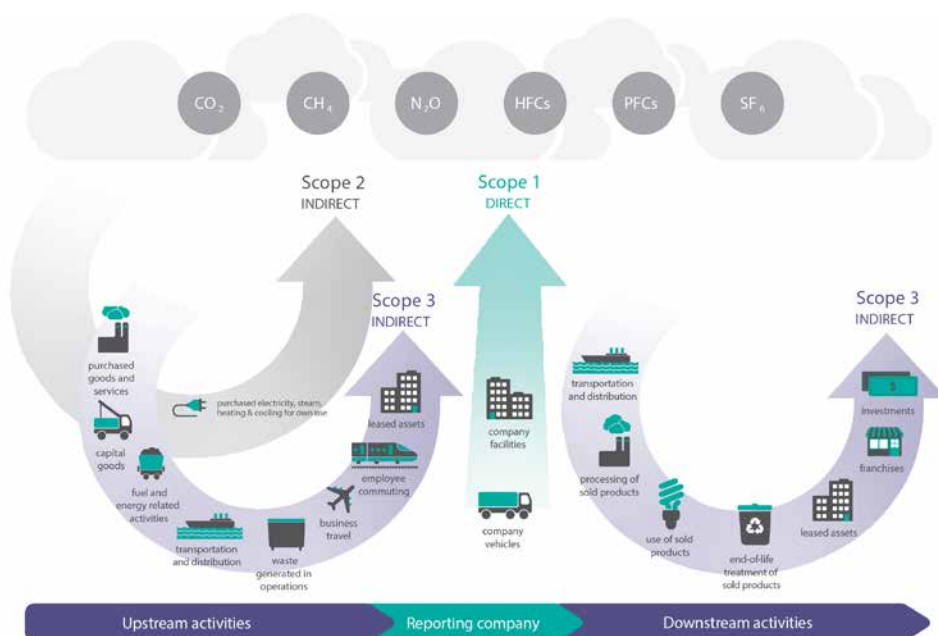 CO2
CH4
N2O
HFCs
PFCs
SF6
Scope 2
INDIRECT
Scope 1
DIRECT
Scope 3
INDIRECT
Scope 3
INDIRECT
purchased
goods and
services
capital
goods
fuel and
energy related
activities
transportation
and distribution
waste
generated in
operations
business
travel
employee
commuting
leased assets
purchased electricity, steam,
heating & cooling for own use
company
facilities
company
vehicles
transportation
and distribution
processing of
sold products
use of sold
products
end-of-life
treatment of
sold products
leased assets
franchises
$
investments
Upstream activities
Reporting company
Downstream activities